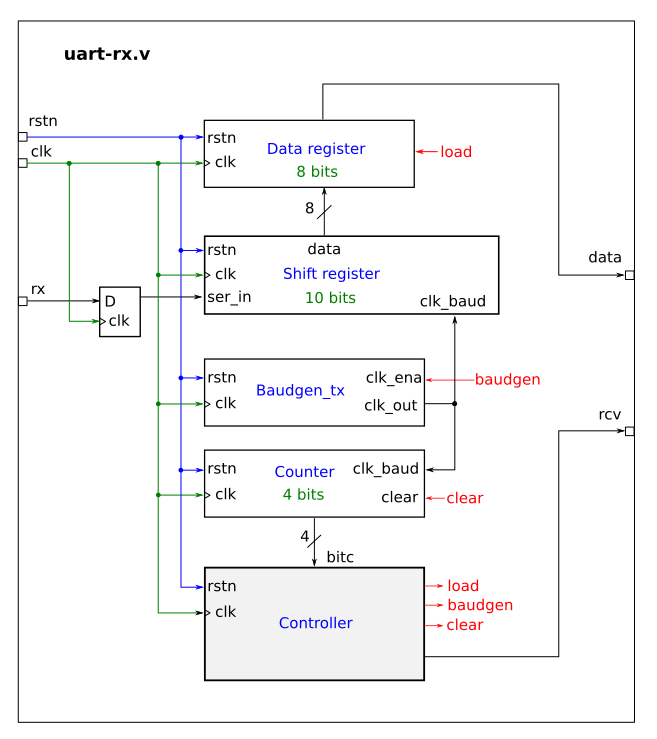 uart-rx.v
rstn
clk
rstn
clk
Data register
8 bits
load
8
data
rstn
clk
ser_in
Shift register
10 bits
data
clk_baud
rx
D
clk
rstn
clk
Baudgen_tx
clk_ena
clk_out
baudgen
rcv
rstn
clk
Counter
4 bits
clk_baud
clear
clear
4
bitc
rstn
clk
Controller
load
baudgen
clear